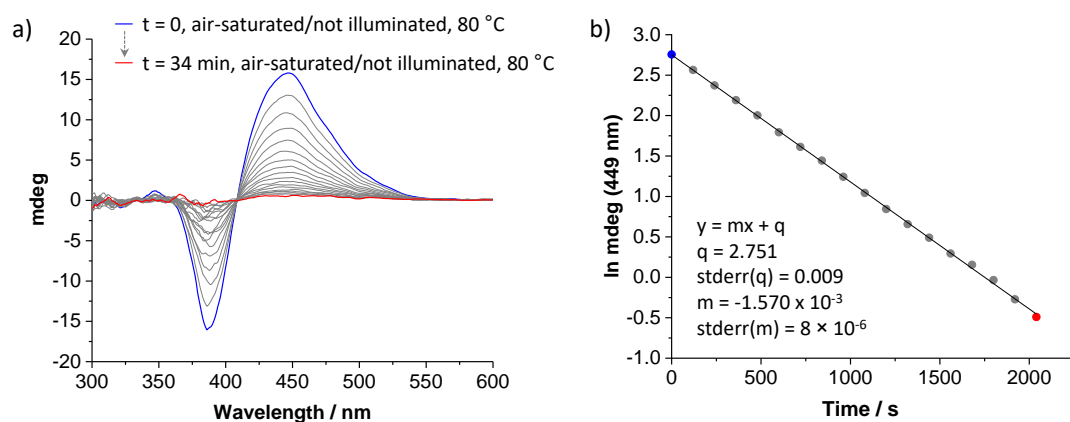 a)
t = 0, air-saturated/not illuminated, 80 °C
t = 34 min, air-saturated/not illuminated, 80 °C
20
15
10
5
0
-5
-10
-15
-20
mdeg
300 350 400 450 500 550 600
Wavelength / nm
b)
3.0
2.5
2.0
1.5
1.0
0.5
0.0
-0.5
-1.0
ln mdeg (449 nm)
y = mx + q
q = 2.751
stderr(q) = 0.009
m = -1.570 x 10⁻³
stderr(m) = 8 × 10⁻⁶
0 500 1000 1500 2000
Time / s